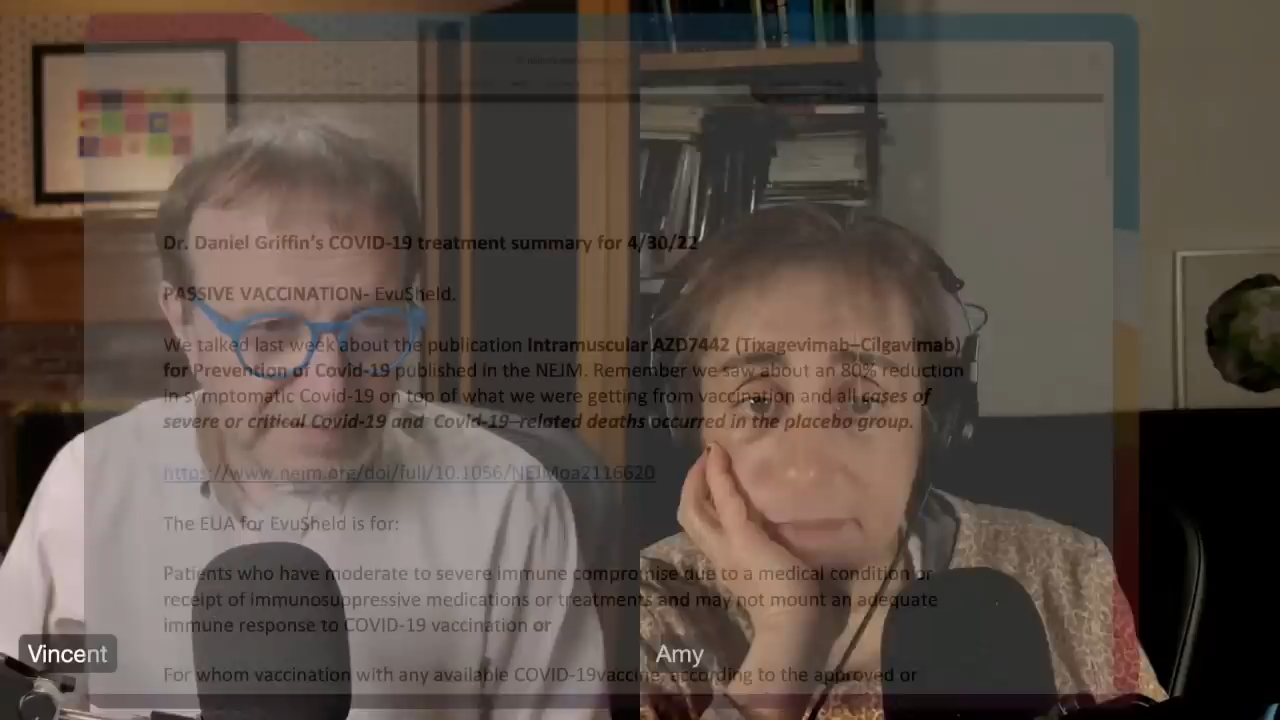 Dr. Daniel Griffin's COVID-19 treatment summary for 4/30/22
PASSIVE VACCINATION- EvuSheld.
We talked last week about the publication Intramuscular AZD7442 (Tixagevimab–Cilgavimab)
for Prevention of Covid-19 published in the NEJM. Remember we saw about an 80% reduction
in symptomatic Covid-19 on top of what we were getting from vaccination and all cases of
severe or critical Covid-19 and Covid-19–related deaths occurred in the placebo group.
https://www.nejm.org/doi/full/10.1056/NEJMoa2116620
The EUA for EvuSheld is for:
Patients who have moderate to severe immune compromise due to a medical condition or
receipt of immunosuppressive medications or treatments and may not mount an adequate
immune response to COVID-19 vaccination or
Vincent
Amy
For whom vaccination with any available COVID-19vaccine, according to the approved or